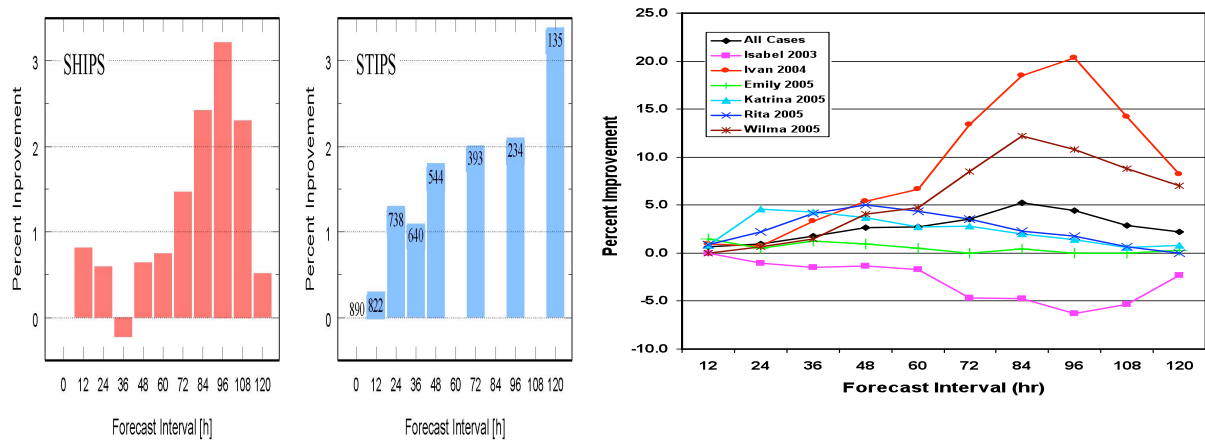 SHIPS
3
2
1
0
Percent Inprovement
0 12 24 36 48 60 72 84 96 108 120
Forecast Interval [h]
STIPS
3
2
1
0
Percent Inprovement
890
822
738
640
544
393
234
135
0 12 24 36 48 60 72 84 96 108 120
Forecast Interval [h]
25.0
20.0
15.0
10.0
5.0
0.0
-5.0
-10.0
Percent Improvement
All Cases
Isabel 2003
Ivan 2004
Emily 2005
Katrina 2005
Rita 2005
Wilma 2005
12 24 36 48 60 72 84 96 108 120
Forecast Interval (hr)